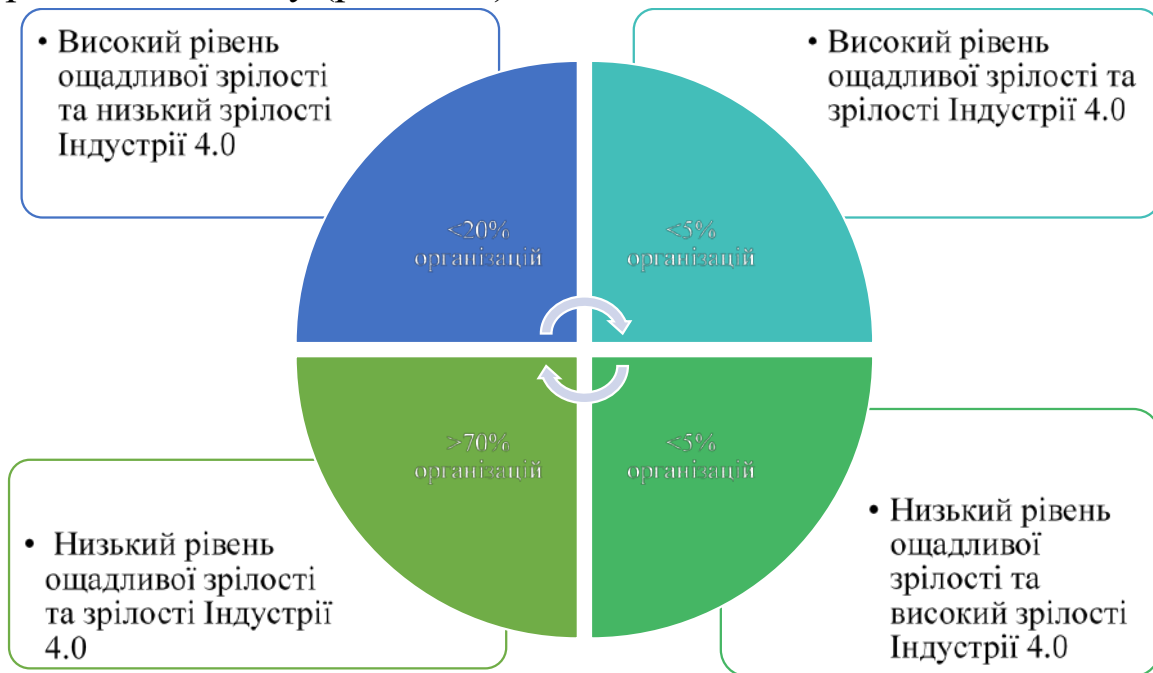 • Високий рівень
ощадливої зрілості
та низький зрілості
Індустрії 4.0
• Високий рівень
ощадливої зрілості та
зрілості Індустрії 4.0
<20%
організацій
<5%
організацій
>70%
організацій
<5%
організацій
• Низький рівень
ощадливої зрілості
та зрілості Індустрії
4.0
• Низький рівень
ощадливої
зрілості та
високий зрілості
Індустрії 4.0